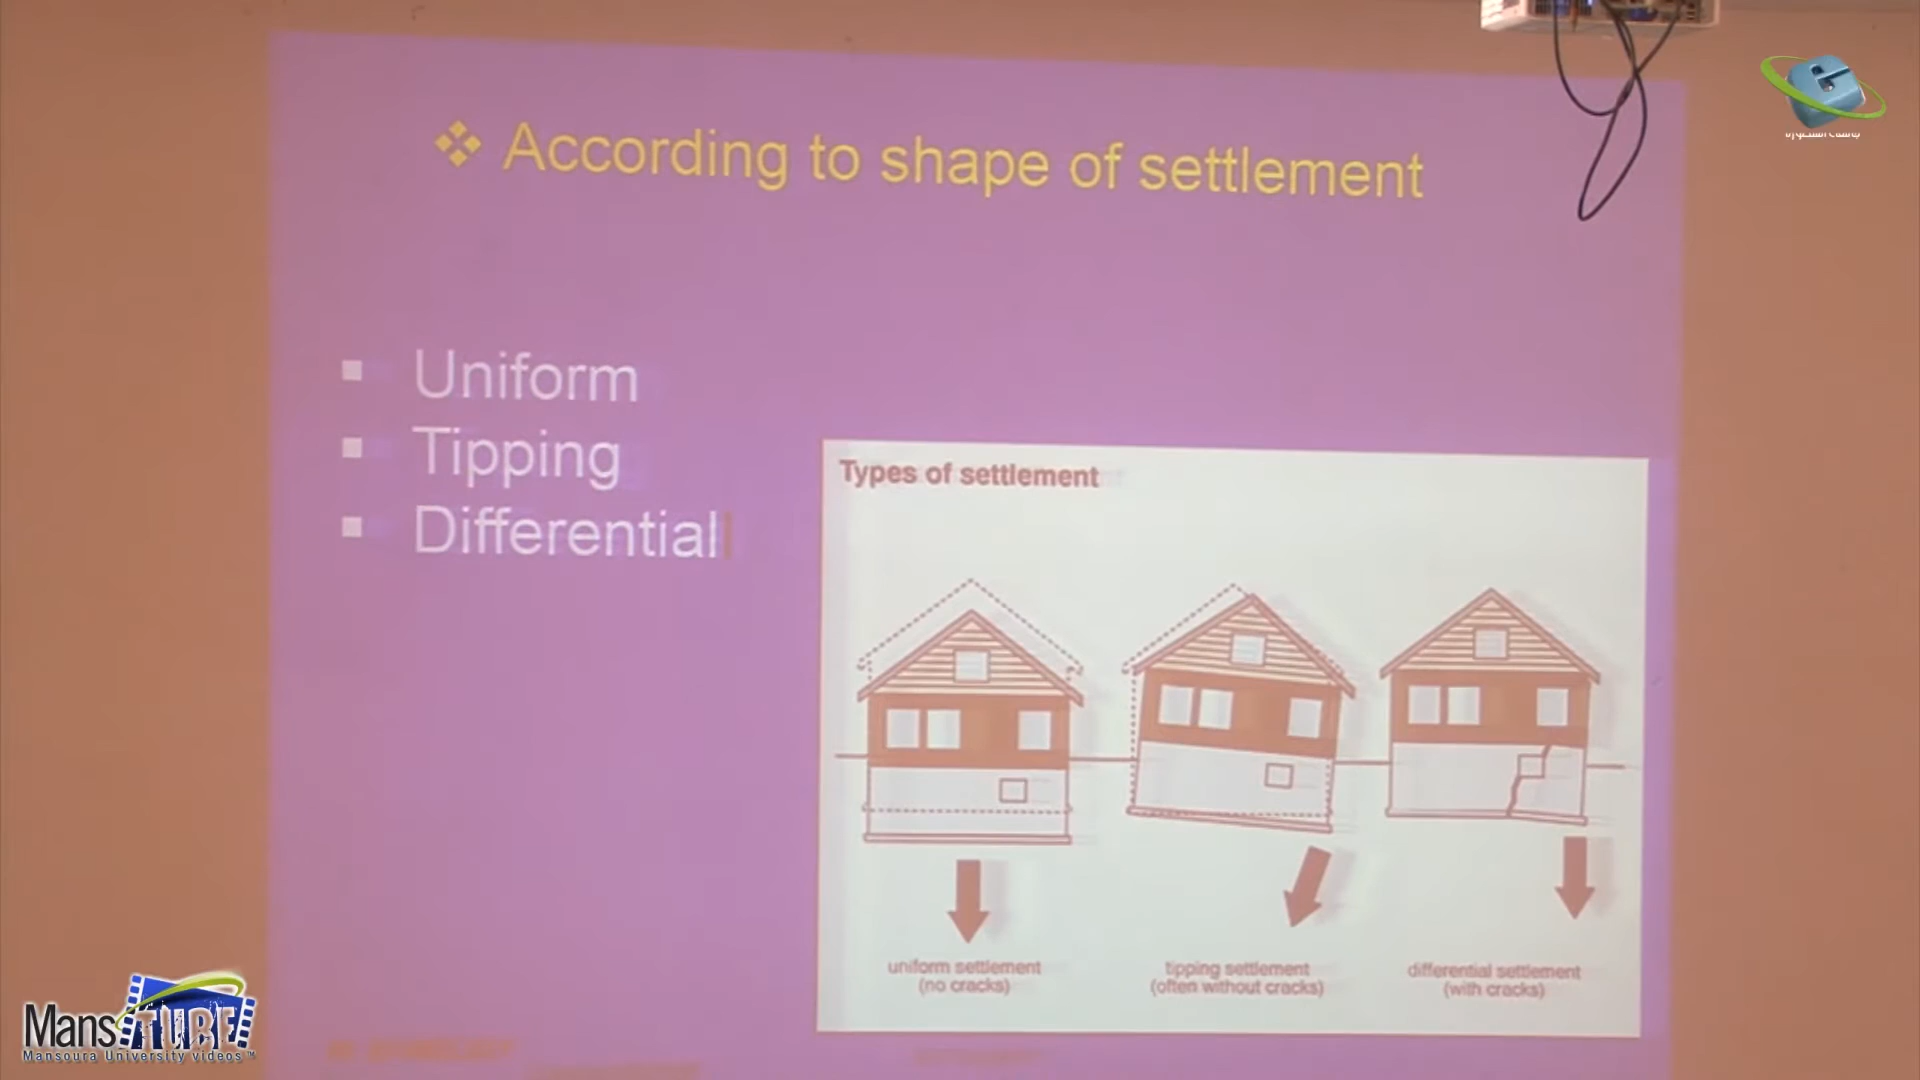 ❖ According to shape of settlement
▪ Uniform
▪ Tipping
▪ Differential
Types of settlement
uniform settlement
(no cracks)
tipping settlement
(often without cracks)
differential settlement
(with cracks)
Mans TUBE
Mansoura University videos™